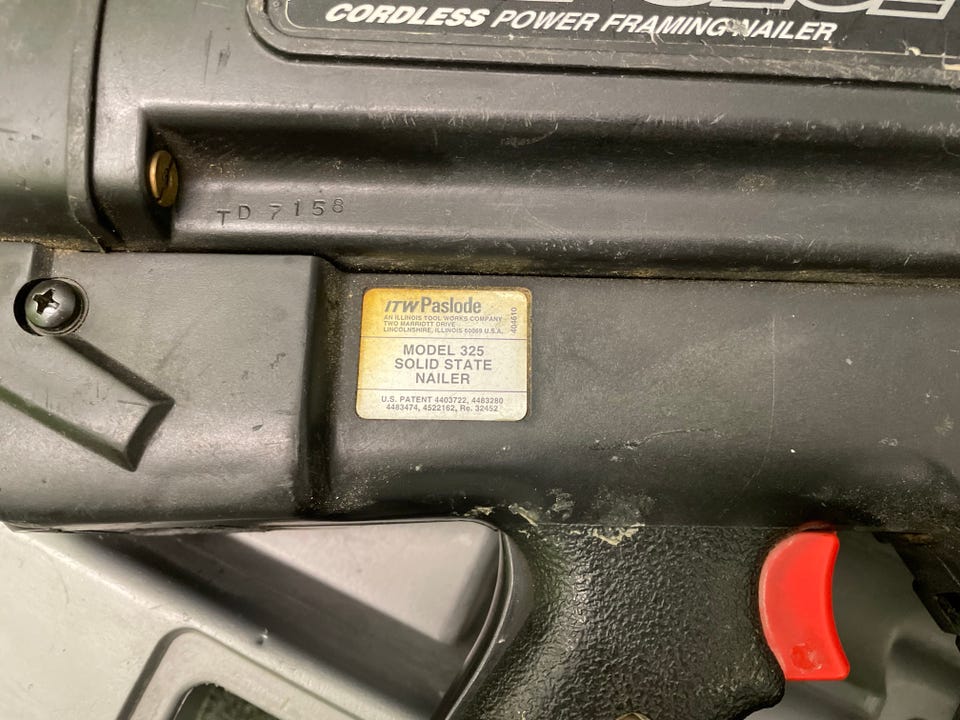 CORDLESS POWER FRAMING NAILER
TD 7158
ITW Paslode
AN ILLINOIS TOOL WORKS COMPANY
TWO MARRIOTT DRIVE
LINCOLNSHIRE, ILLINOIS 60069 U.S.A.
404610
MODEL 325
SOLID STATE
NAILER
U.S. PATENT 4403722, 4483280
4483474, 4522162, Re. 32452